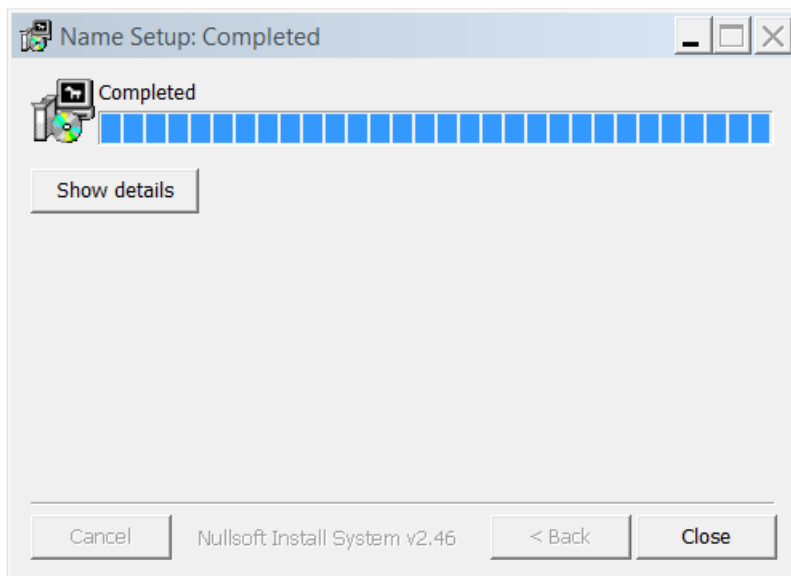 Name Setup: Completed
Completed
Show details
Cancel Nullsoft Install System v2.46 < Back Close